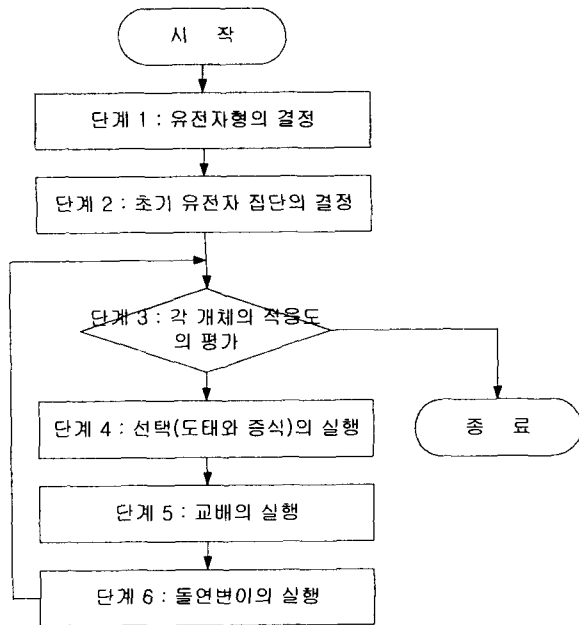 시 작
단계 1 : 유전자형의 결정
단계 2 : 초기 유전자 집단의 결정
단계 3 : 각 개체의 적응도
의 평가
단계 4 : 선택(도태와 증식)의 실행
종 료
단계 5 : 교배의 실행
단계 6 : 돌연변이의 실행